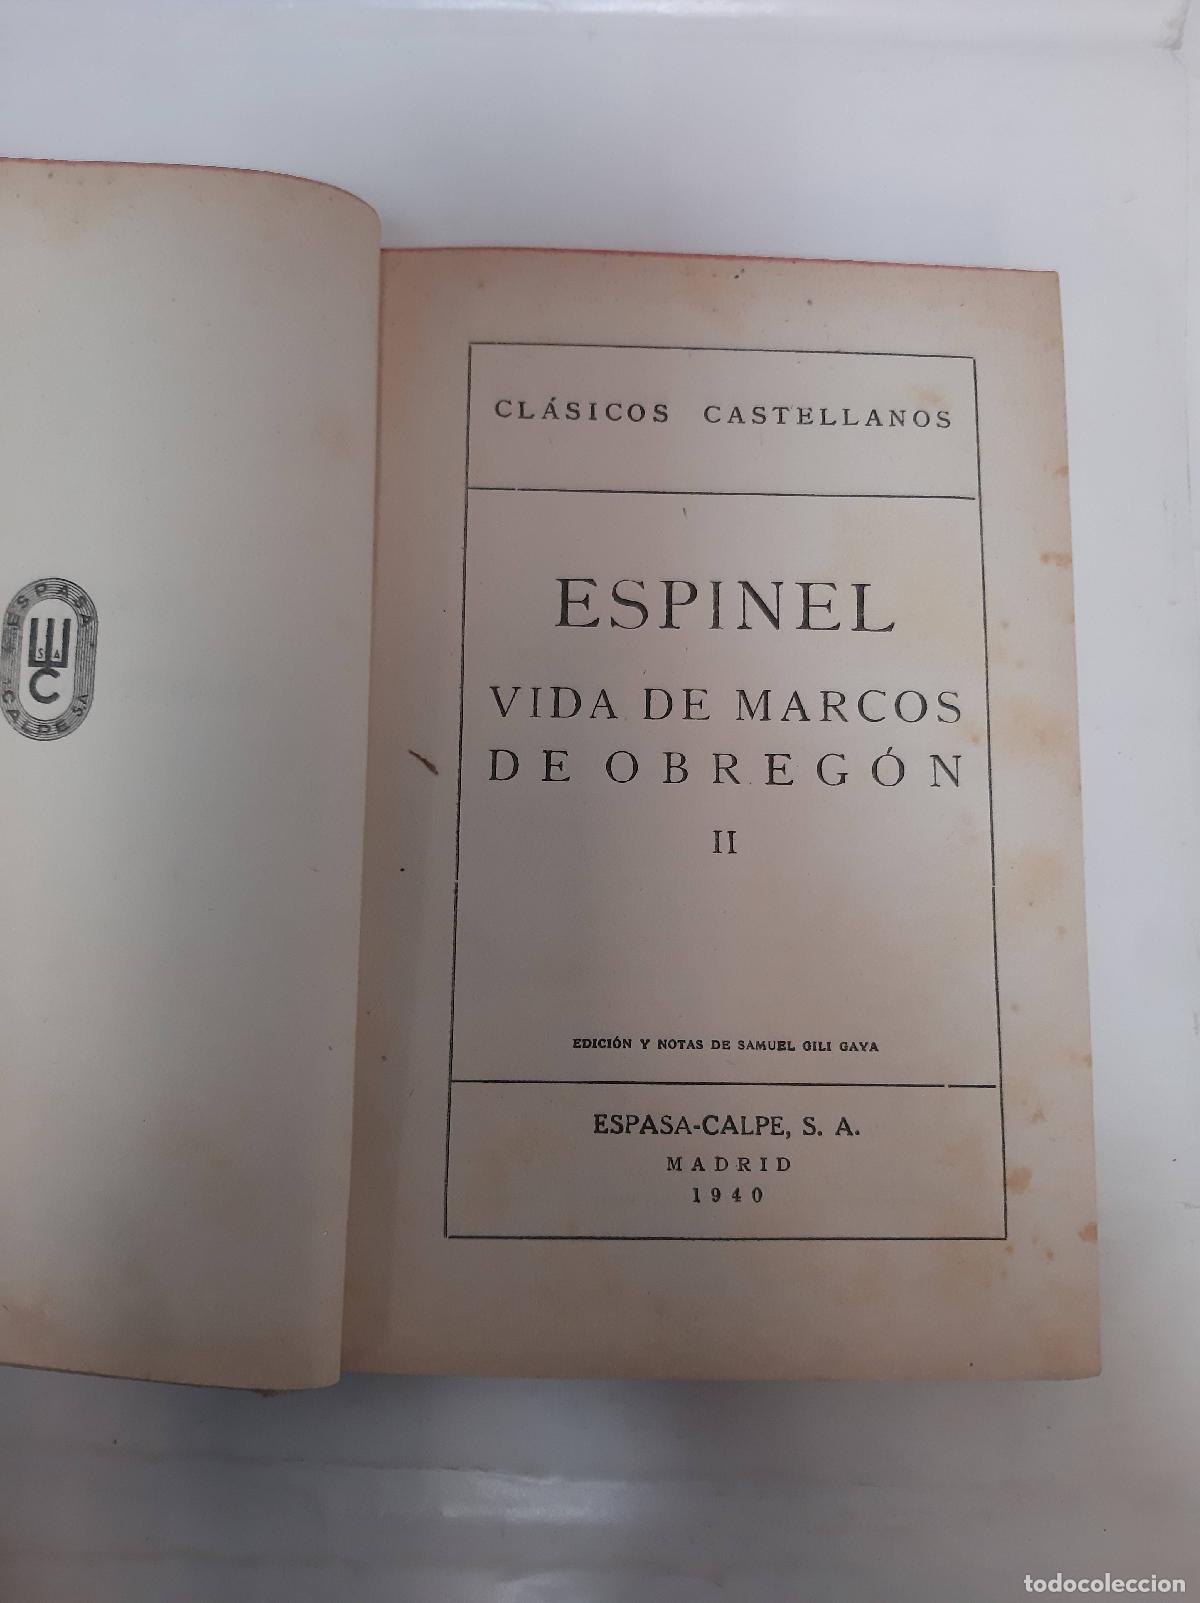 ESPASA
S A
C
CALPE S.A
CLÁSICOS CASTELLANOS
ESPINEL
VIDA DE MARCOS
DE OBREGÓN
II
EDICIÓN Y NOTAS DE SAMUEL GILI GAYA
ESPASA-CALPE, S. A.
MADRID
1940
todocoleccion